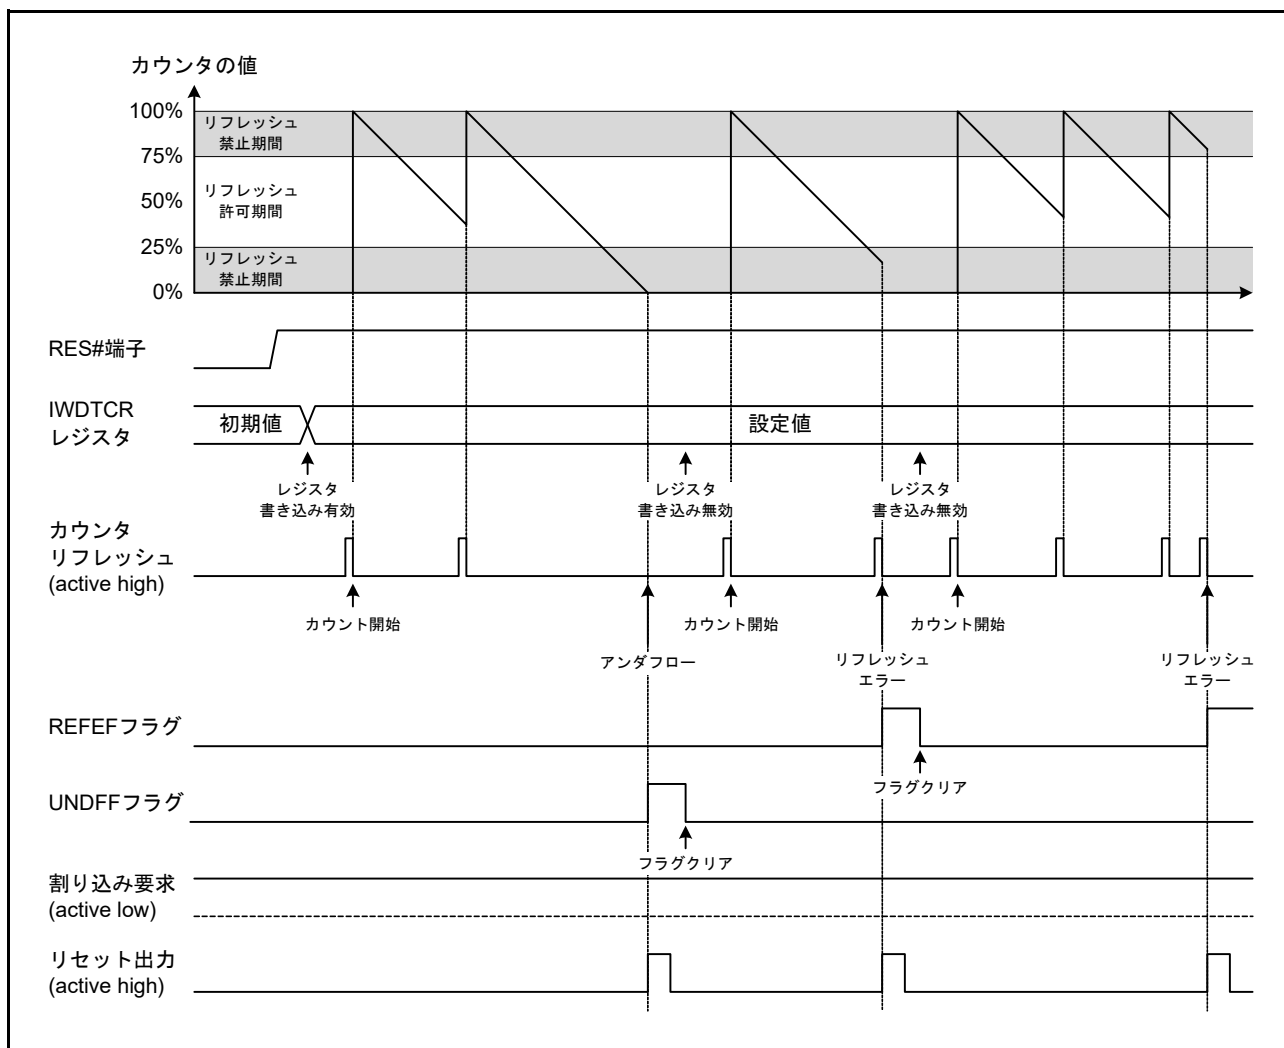 カウンタの値
100%
リフレッシュ
禁止期間
75%
50%
リフレッシュ
許可期間
25%
リフレッシュ
禁止期間
0%
RES#端子
IWDTCR
レジスタ
初期値
設定値
レジスタ
書き込み有効
レジスタ
書き込み無効
レジスタ
書き込み無効
カウンタ
リフレッシュ
(active high)
カウント開始
カウント開始
カウント開始
アンダフロー
リフレッシュ
エラー
リフレッシュ
エラー
REFEFフラグ
フラグクリア
UNDFFフラグ
フラグクリア
割り込み要求
(active low)
リセット出力
(active high)